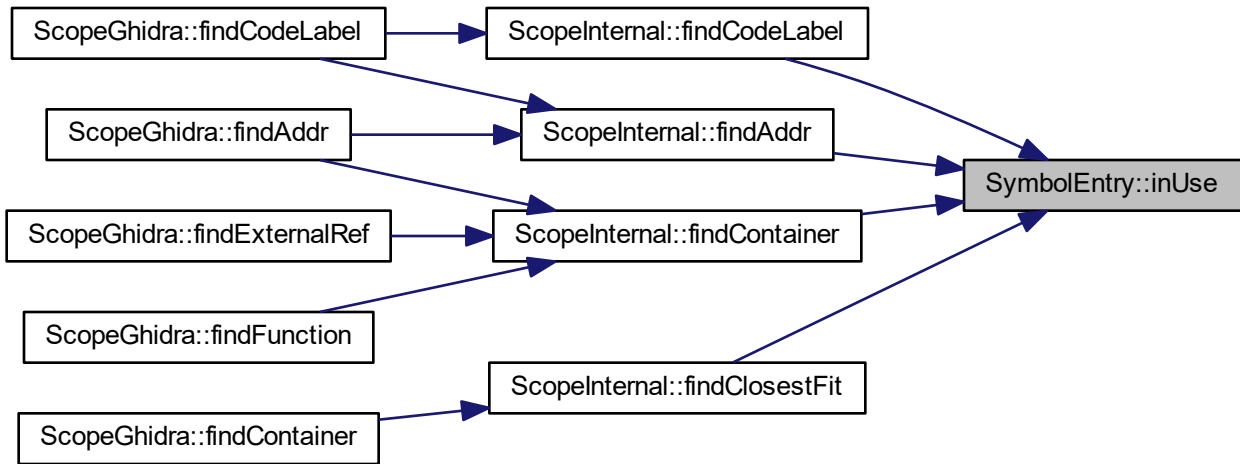 ScopeGhidra::findCodeLabel
ScopeInternal::findCodeLabel
ScopeGhidra::findAddr
ScopeInternal::findAddr
SymbolEntry::inUse
ScopeGhidra::findExternalRef
ScopeInternal::findContainer
ScopeGhidra::findFunction
ScopeInternal::findClosestFit
ScopeGhidra::findContainer